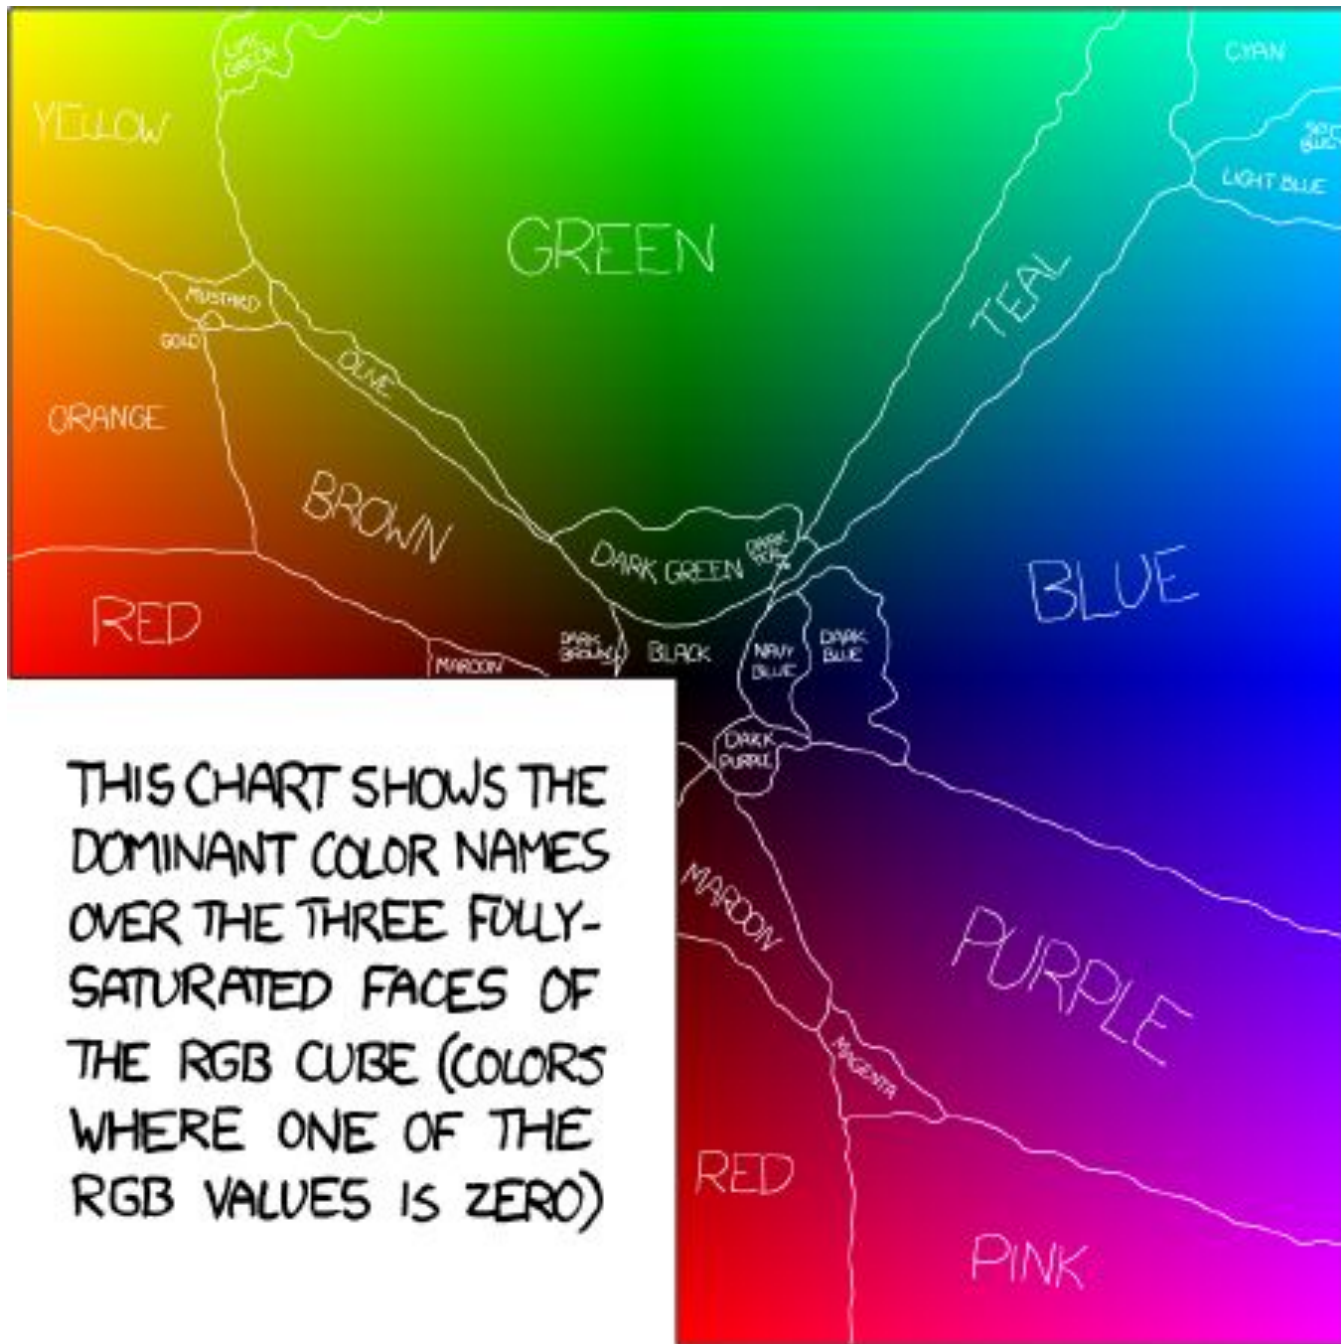 LIME
GREEN
CYAN
YELLOW
SKY
BLUE
LIGHT BLUE
GREEN
TEAL
MUSTARD
GOLD
OLIVE
ORANGE
BROWN
DARK GREEN
DARK
TEAL
BLUE
RED
DARK
BROWN
BLACK
NAVY
BLUE
DARK
BLUE
MAROON
DARK
PURPLE
THIS CHART SHOWS THE
DOMINANT COLOR NAMES
OVER THE THREE FULLY-
SATURATED FACES OF
THE RGB CUBE (COLORS
WHERE ONE OF THE
RGB VALUES IS ZERO)
MAROON
PURPLE
MAGENTA
RED
PINK